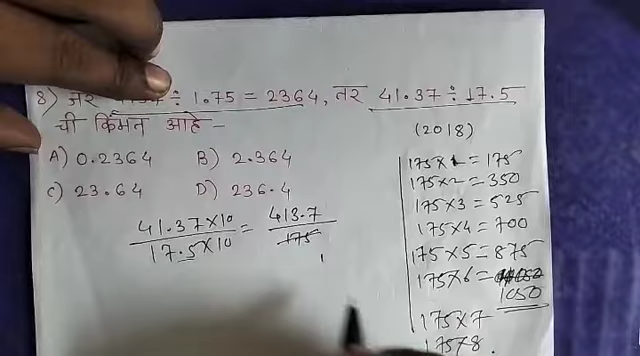 8) जर ÷ 1.75 = 2364, तर 41.37 ÷ 17.5
ची किंमत आहे -
(2018)
A) 0.2364 B) 2.364
C) 23.64 D) 236.4
41.37×10 / 17.5×10 = 413.7 / 175
175×1=175
175×2=350
175×3=525
175×4=700
175×5=875
175×6=
1050
175×7
175×8